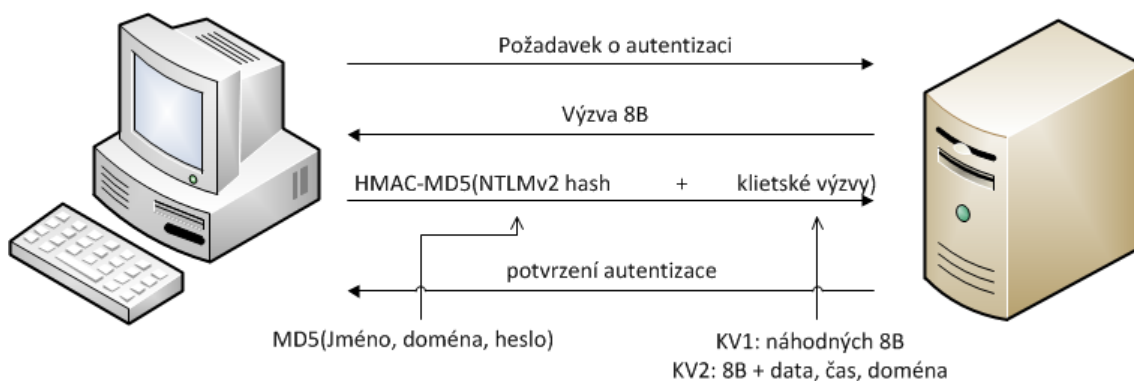 Požadavek o autentizaci
Výzva 8B
HMAC-MD5(NTLMv2 hash + klietské výzvy)
potvrzení autentizace
MD5(Jméno, doména, heslo)
KV1: náhodných 8B
KV2: 8B + data, čas, doména